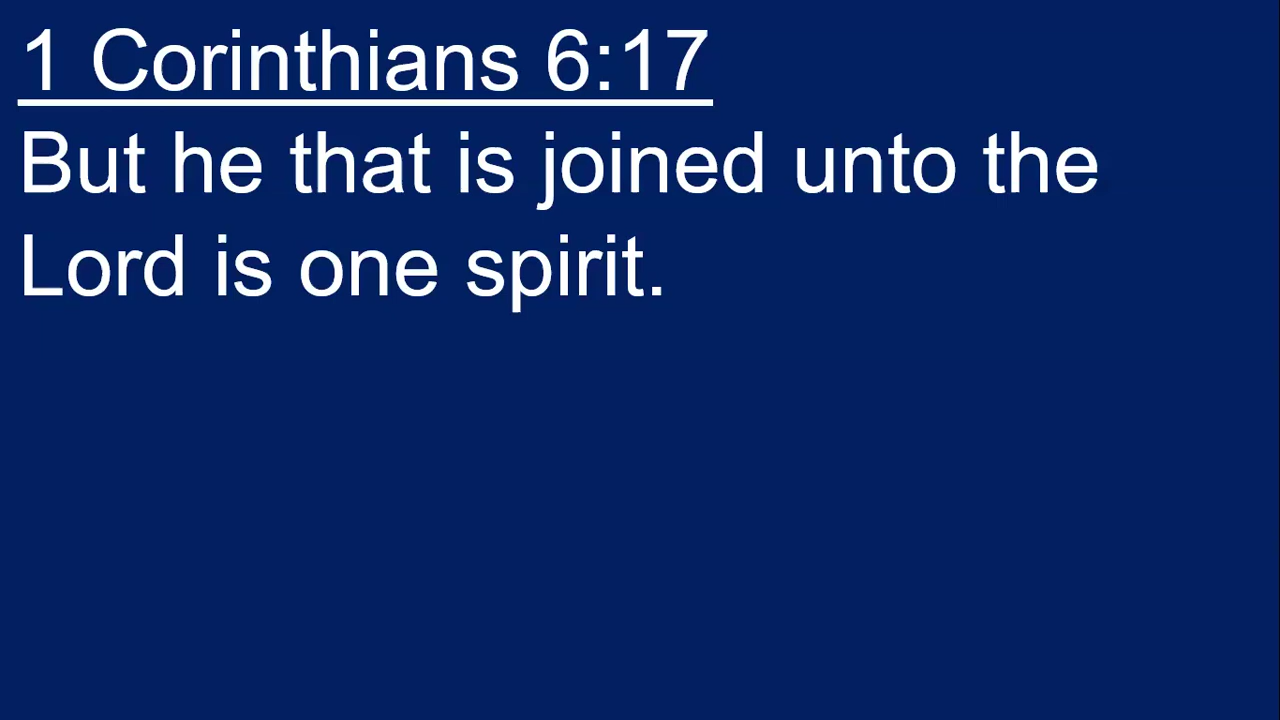 1 Corinthians 6:17
But he that is joined unto the
Lord is one spirit.